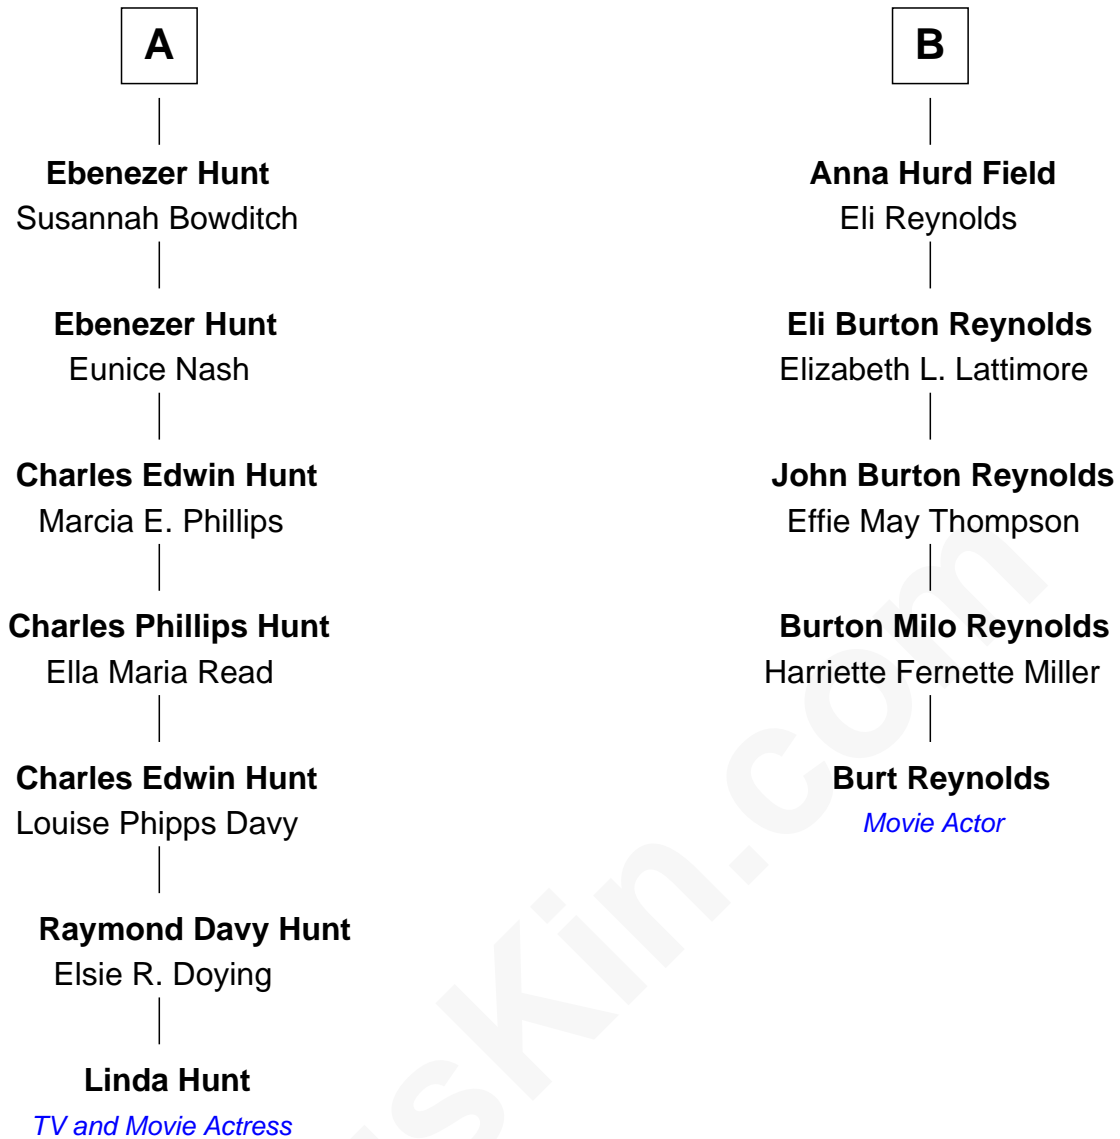 A
Ebenezer Hunt
Susannah Bowditch
Ebenezer Hunt
Eunice Nash
Charles Edwin Hunt
Marcia E. Phillips
Charles Phillips Hunt
Ella Maria Read
Charles Edwin Hunt
Louise Phipps Davy
Raymond Davy Hunt
Elsie R. Doying
Linda Hunt
TV and Movie Actress
B
Anna Hurd Field
Eli Reynolds
Eli Burton Reynolds
Elizabeth L. Lattimore
John Burton Reynolds
Effie May Thompson
Burton Milo Reynolds
Harriette Fernette Miller
Burt Reynolds
Movie Actor
sKin.com